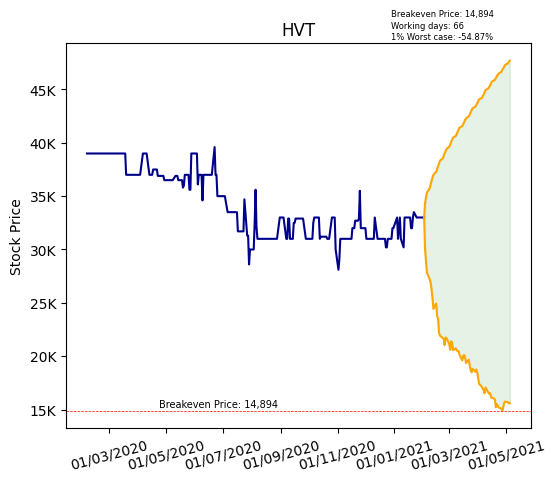 Breakeven Price: 14,894
Working days: 66
1% Worst case: -54.87%
HVT
Stock Price
45K
40K
35K
30K
25K
20K
15K
Breakeven Price: 14,894
01/03/2020
01/05/2020
01/07/2020
01/09/2020
01/11/2020
01/01/2021
01/03/2021
01/05/2021